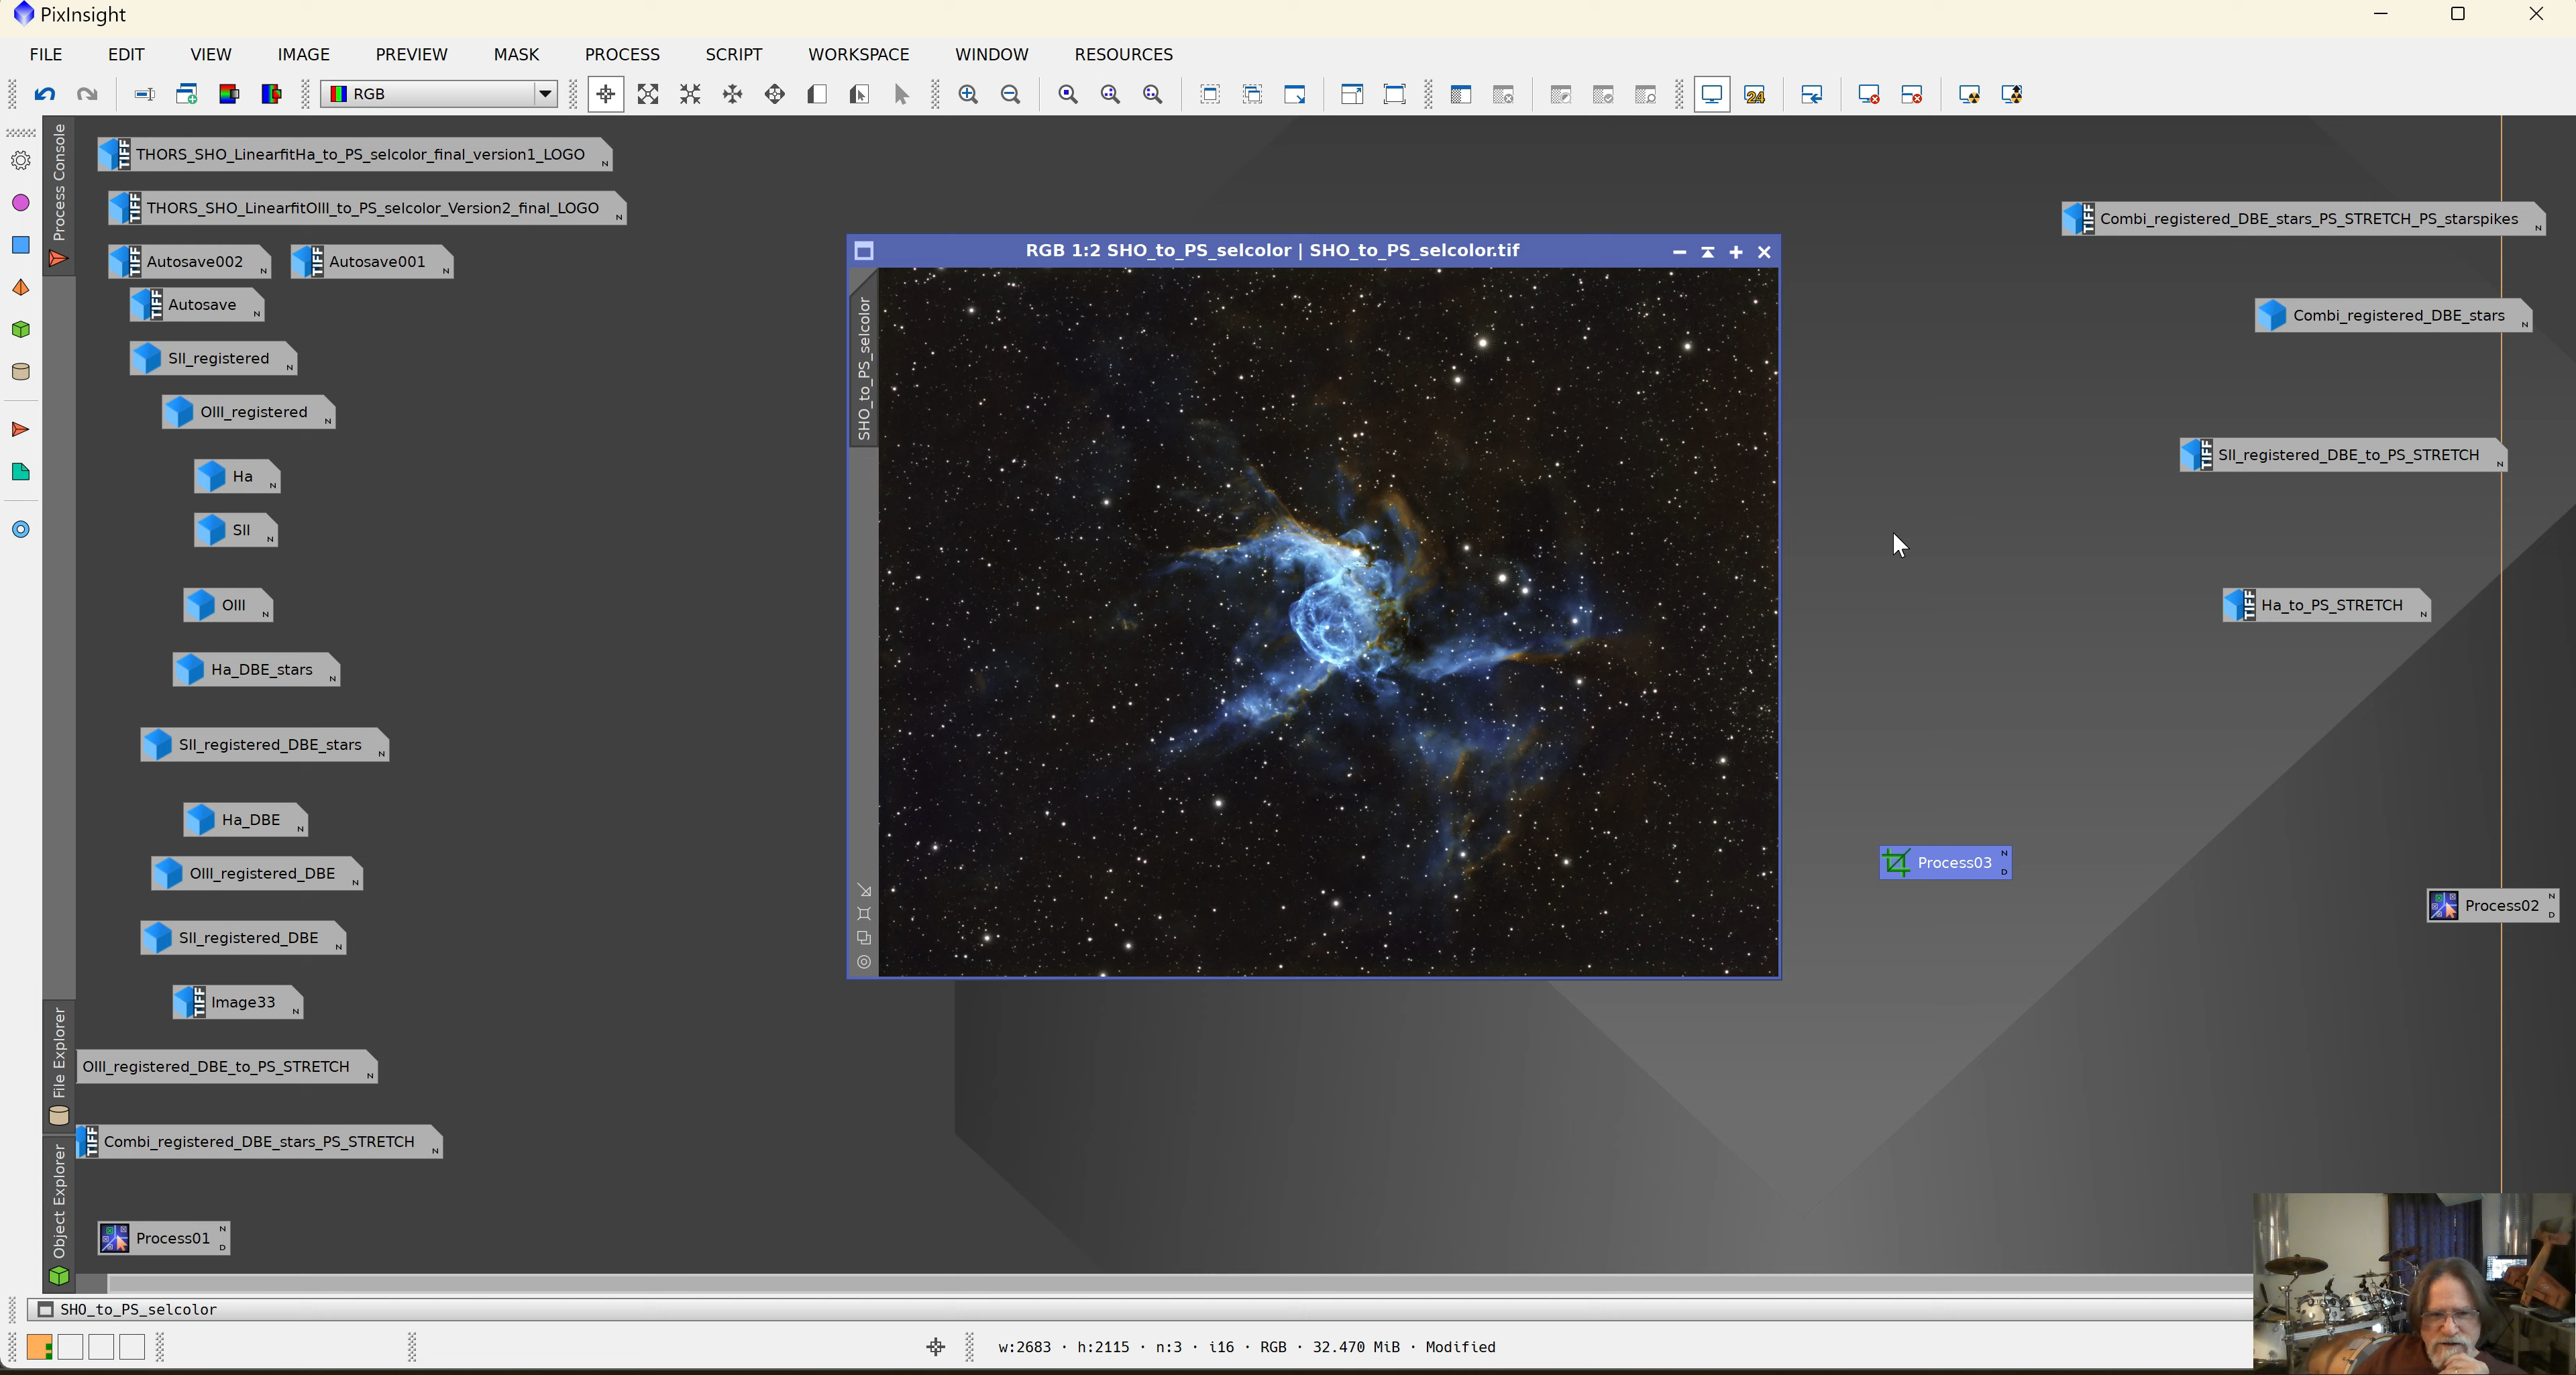 PixInsight
FILE EDIT VIEW IMAGE PREVIEW MASK PROCESS SCRIPT WORKSPACE WINDOW RESOURCES
RGB
24
Process Console
THORS_SHO_LinearfitHa_to_PS_selcolor_final_version1_LOGO
THORS_SHO_LinearfitOIII_to_PS_selcolor_Version2_final_LOGO
Autosave002 Autosave001
Autosave
SII_registered
OIII_registered
Ha
SII
OIII
Ha_DBE_stars
SII_registered_DBE_stars
Ha_DBE
OIII_registered_DBE
SII_registered_DBE
Image33
OIII_registered_DBE_to_PS_STRETCH
Combi_registered_DBE_stars_PS_STRETCH
Process01
File Explorer
Object Explorer
RGB 1:2 SHO_to_PS_selcolor | SHO_to_PS_selcolor.tif
SHO_to_PS_selcolor
Combi_registered_DBE_stars_PS_STRETCH_PS_starspikes
Combi_registered_DBE_stars
SII_registered_DBE_to_PS_STRETCH
Ha_to_PS_STRETCH
Process03
Process02
SHO_to_PS_selcolor
w:2683 · h:2115 · n:3 · i16 · RGB · 32.470 MiB · Modified